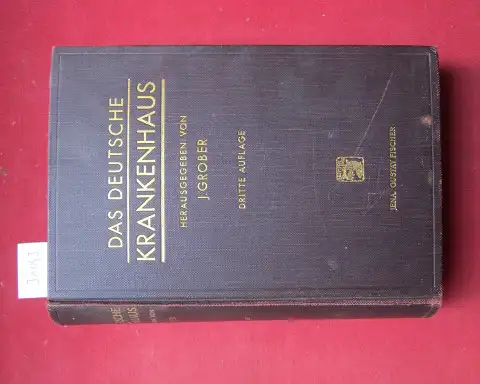 DAS DEUTSCHE
KRANKENHAUS
HERAUSGEGEBEN VON
J. GROBER
DRITTE AUFLAGE
JENA, GUSTAV FISCHER